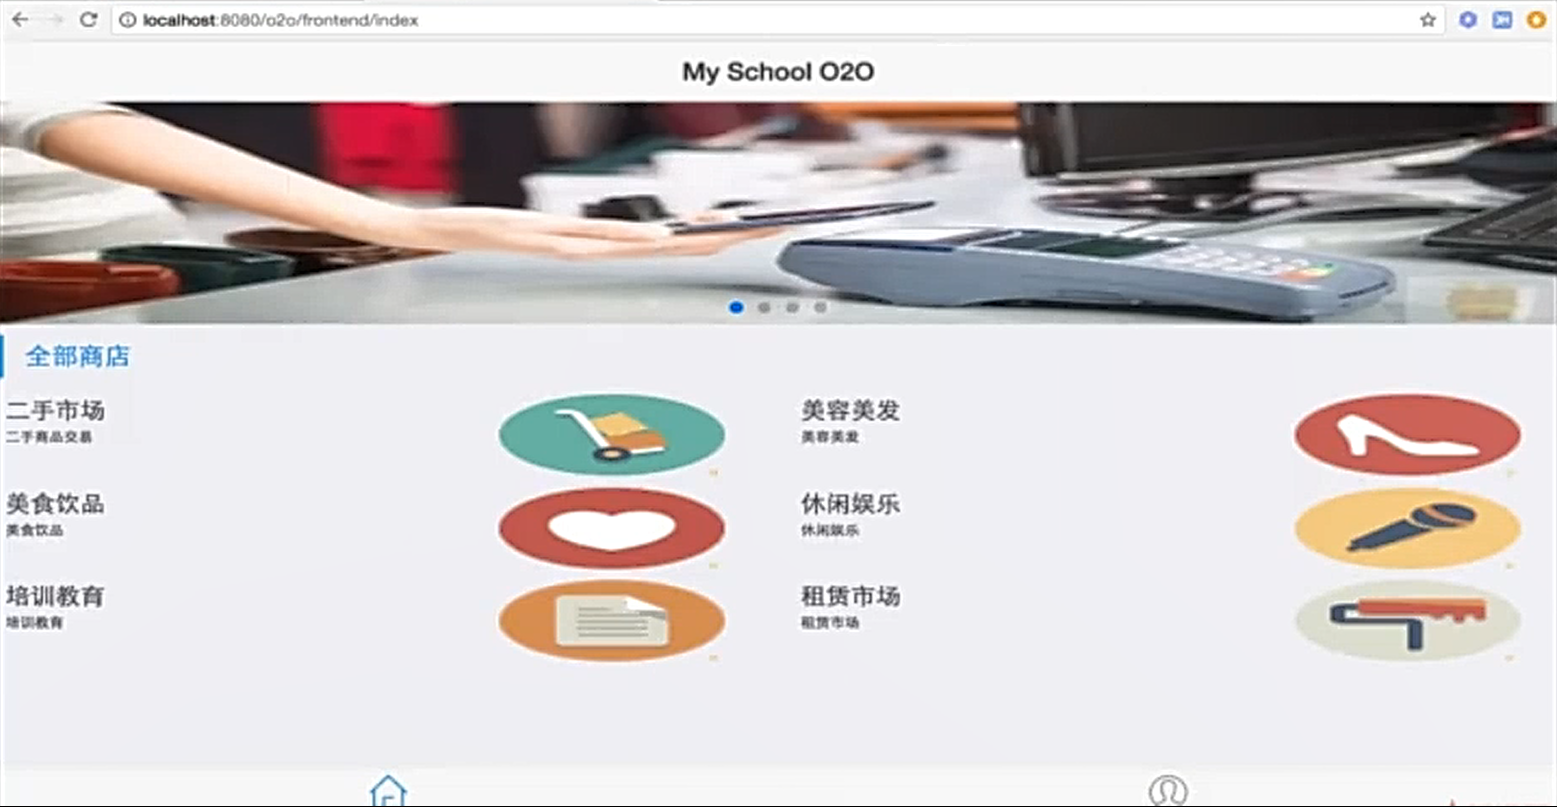 localhost:8080/o2o/frontend/index
My School O2O
全部商店
二手市场
二手商品交易
美容美发
美容美发
美食饮品
美食饮品
休闲娱乐
休闲娱乐
培训教育
培训教育
租赁市场
租赁市场